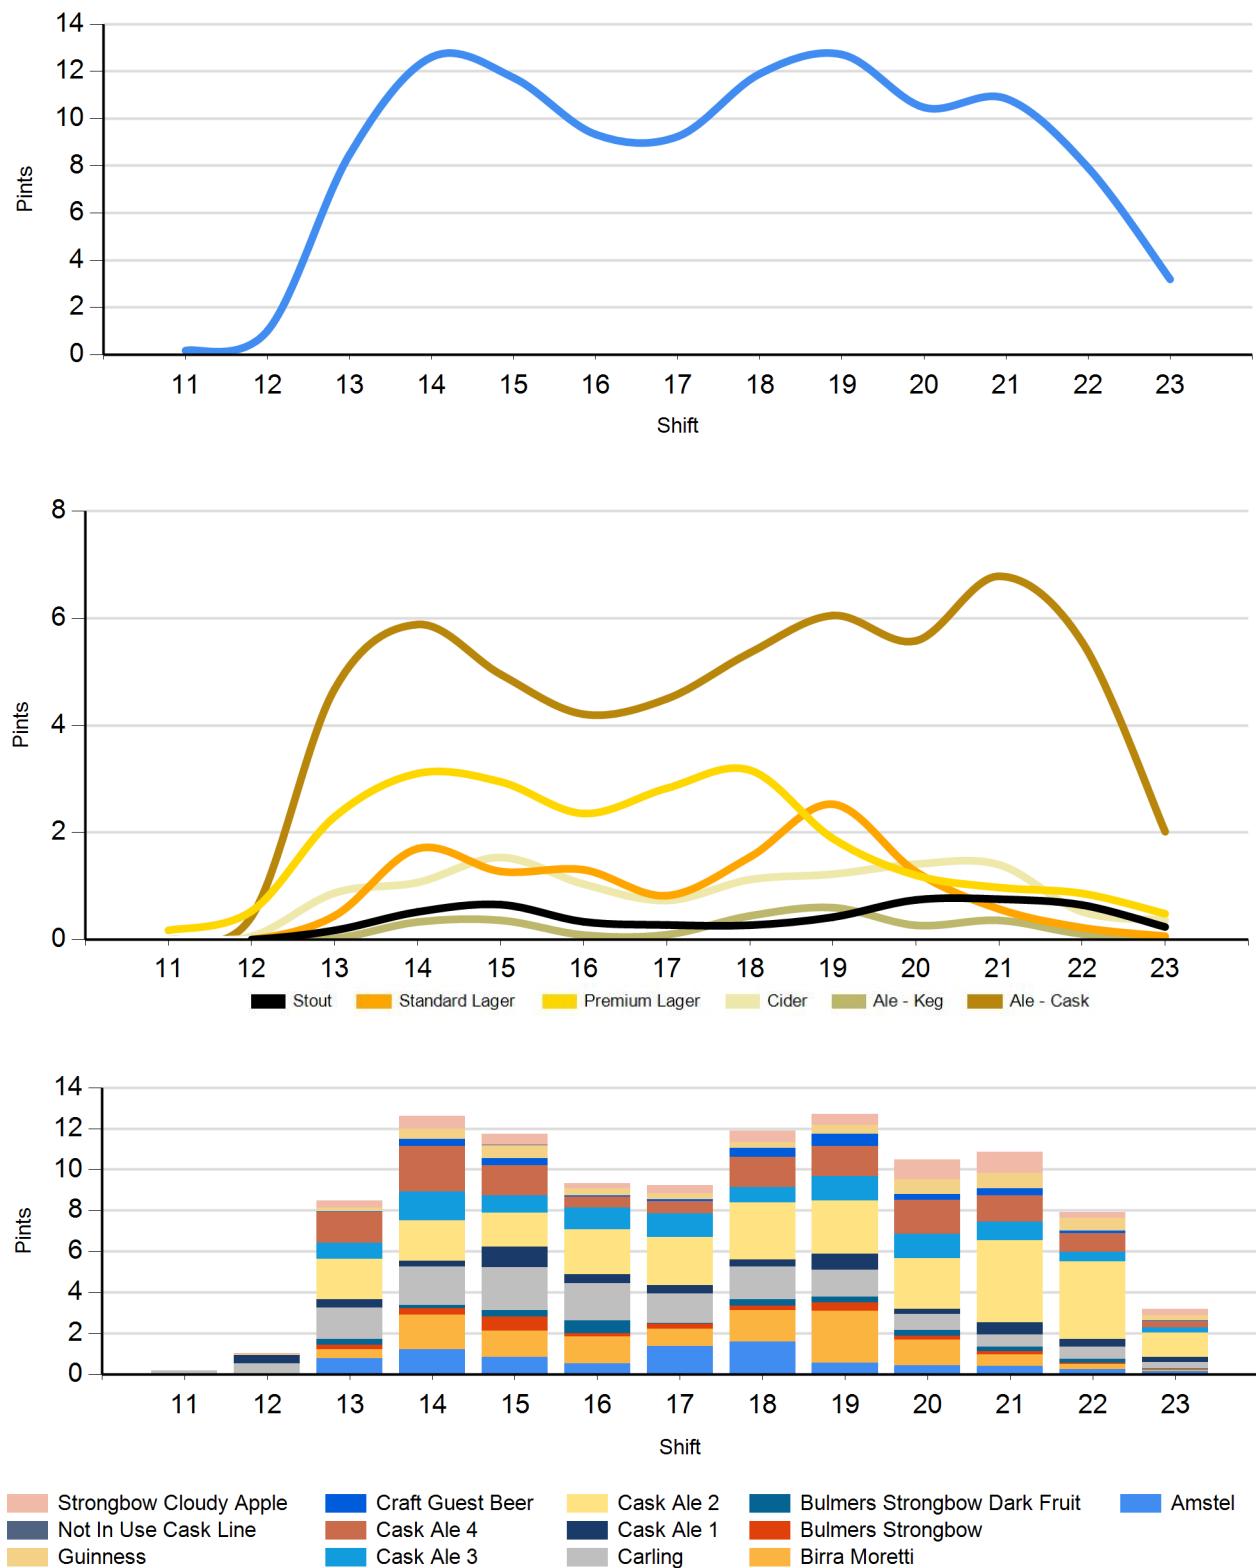 14
12
10
8
6
4
2
0
Pints
11 12 13 14 15 16 17 18 19 20 21 22 23
Shift
8
6
4
2
0
Pints
11 12 13 14 15 16 17 18 19 20 21 22 23
Stout Standard Lager Premium Lager Cider Ale - Keg Ale - Cask
14
12
10
8
6
4
2
0
Pints
11 12 13 14 15 16 17 18 19 20 21 22 23
Shift
Strongbow Cloudy Apple Craft Guest Beer Cask Ale 2 Bulmers Strongbow Dark Fruit Amstel
Not In Use Cask Line Cask Ale 4 Cask Ale 1 Bulmers Strongbow
Guinness Cask Ale 3 Carling Birra Moretti